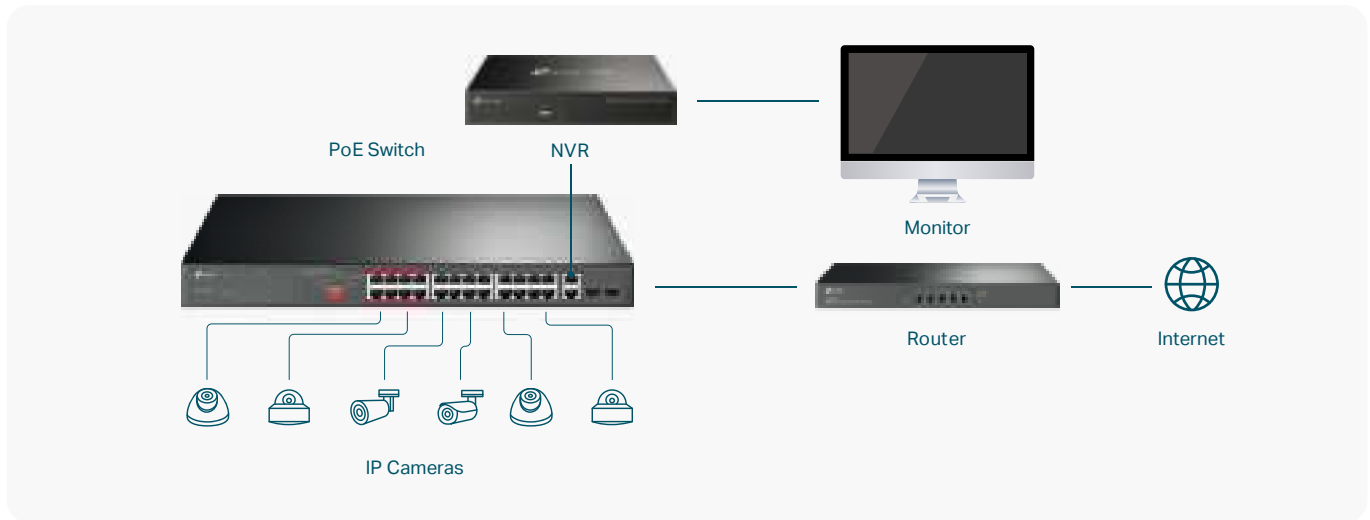 PoE Switch
NVR
Monitor
Router
Internet
IP Cameras